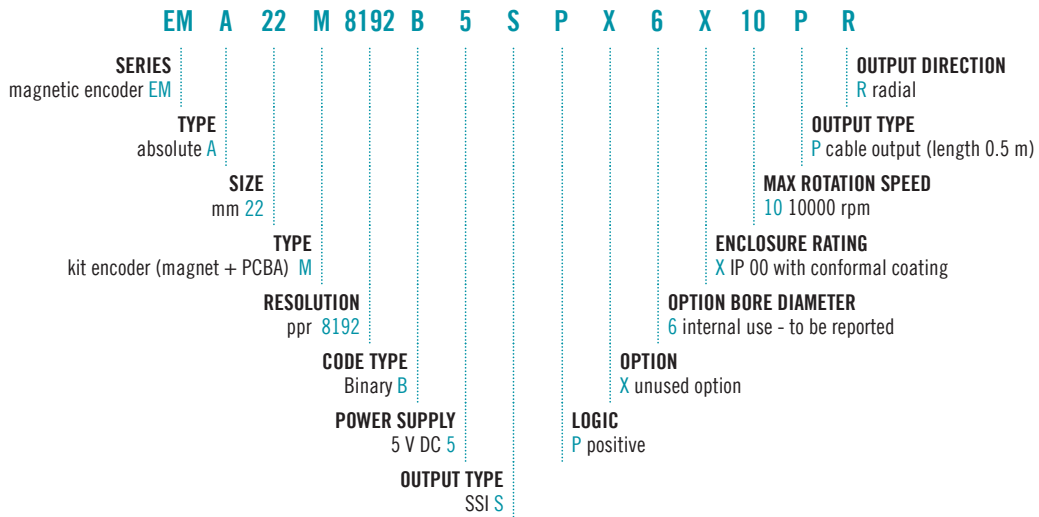 EM A 22 M 8192 B 5 S P X 6 X 10 P R
SERIES
magnetic encoder EM
TYPE
absolute A
SIZE
mm 22
TYPE
kit encoder (magnet + PCBA) M
RESOLUTION
ppr 8192
CODE TYPE
Binary B
POWER SUPPLY
5 V DC 5
OUTPUT TYPE
SSI S
LOGIC
P positive
OPTION
X unused option
OPTION BORE DIAMETER
6 internal use - to be reported
ENCLOSURE RATING
X IP 00 with conformal coating
MAX ROTATION SPEED
10 10000 rpm
OUTPUT TYPE
P cable output (length 0.5 m)
OUTPUT DIRECTION
R radial